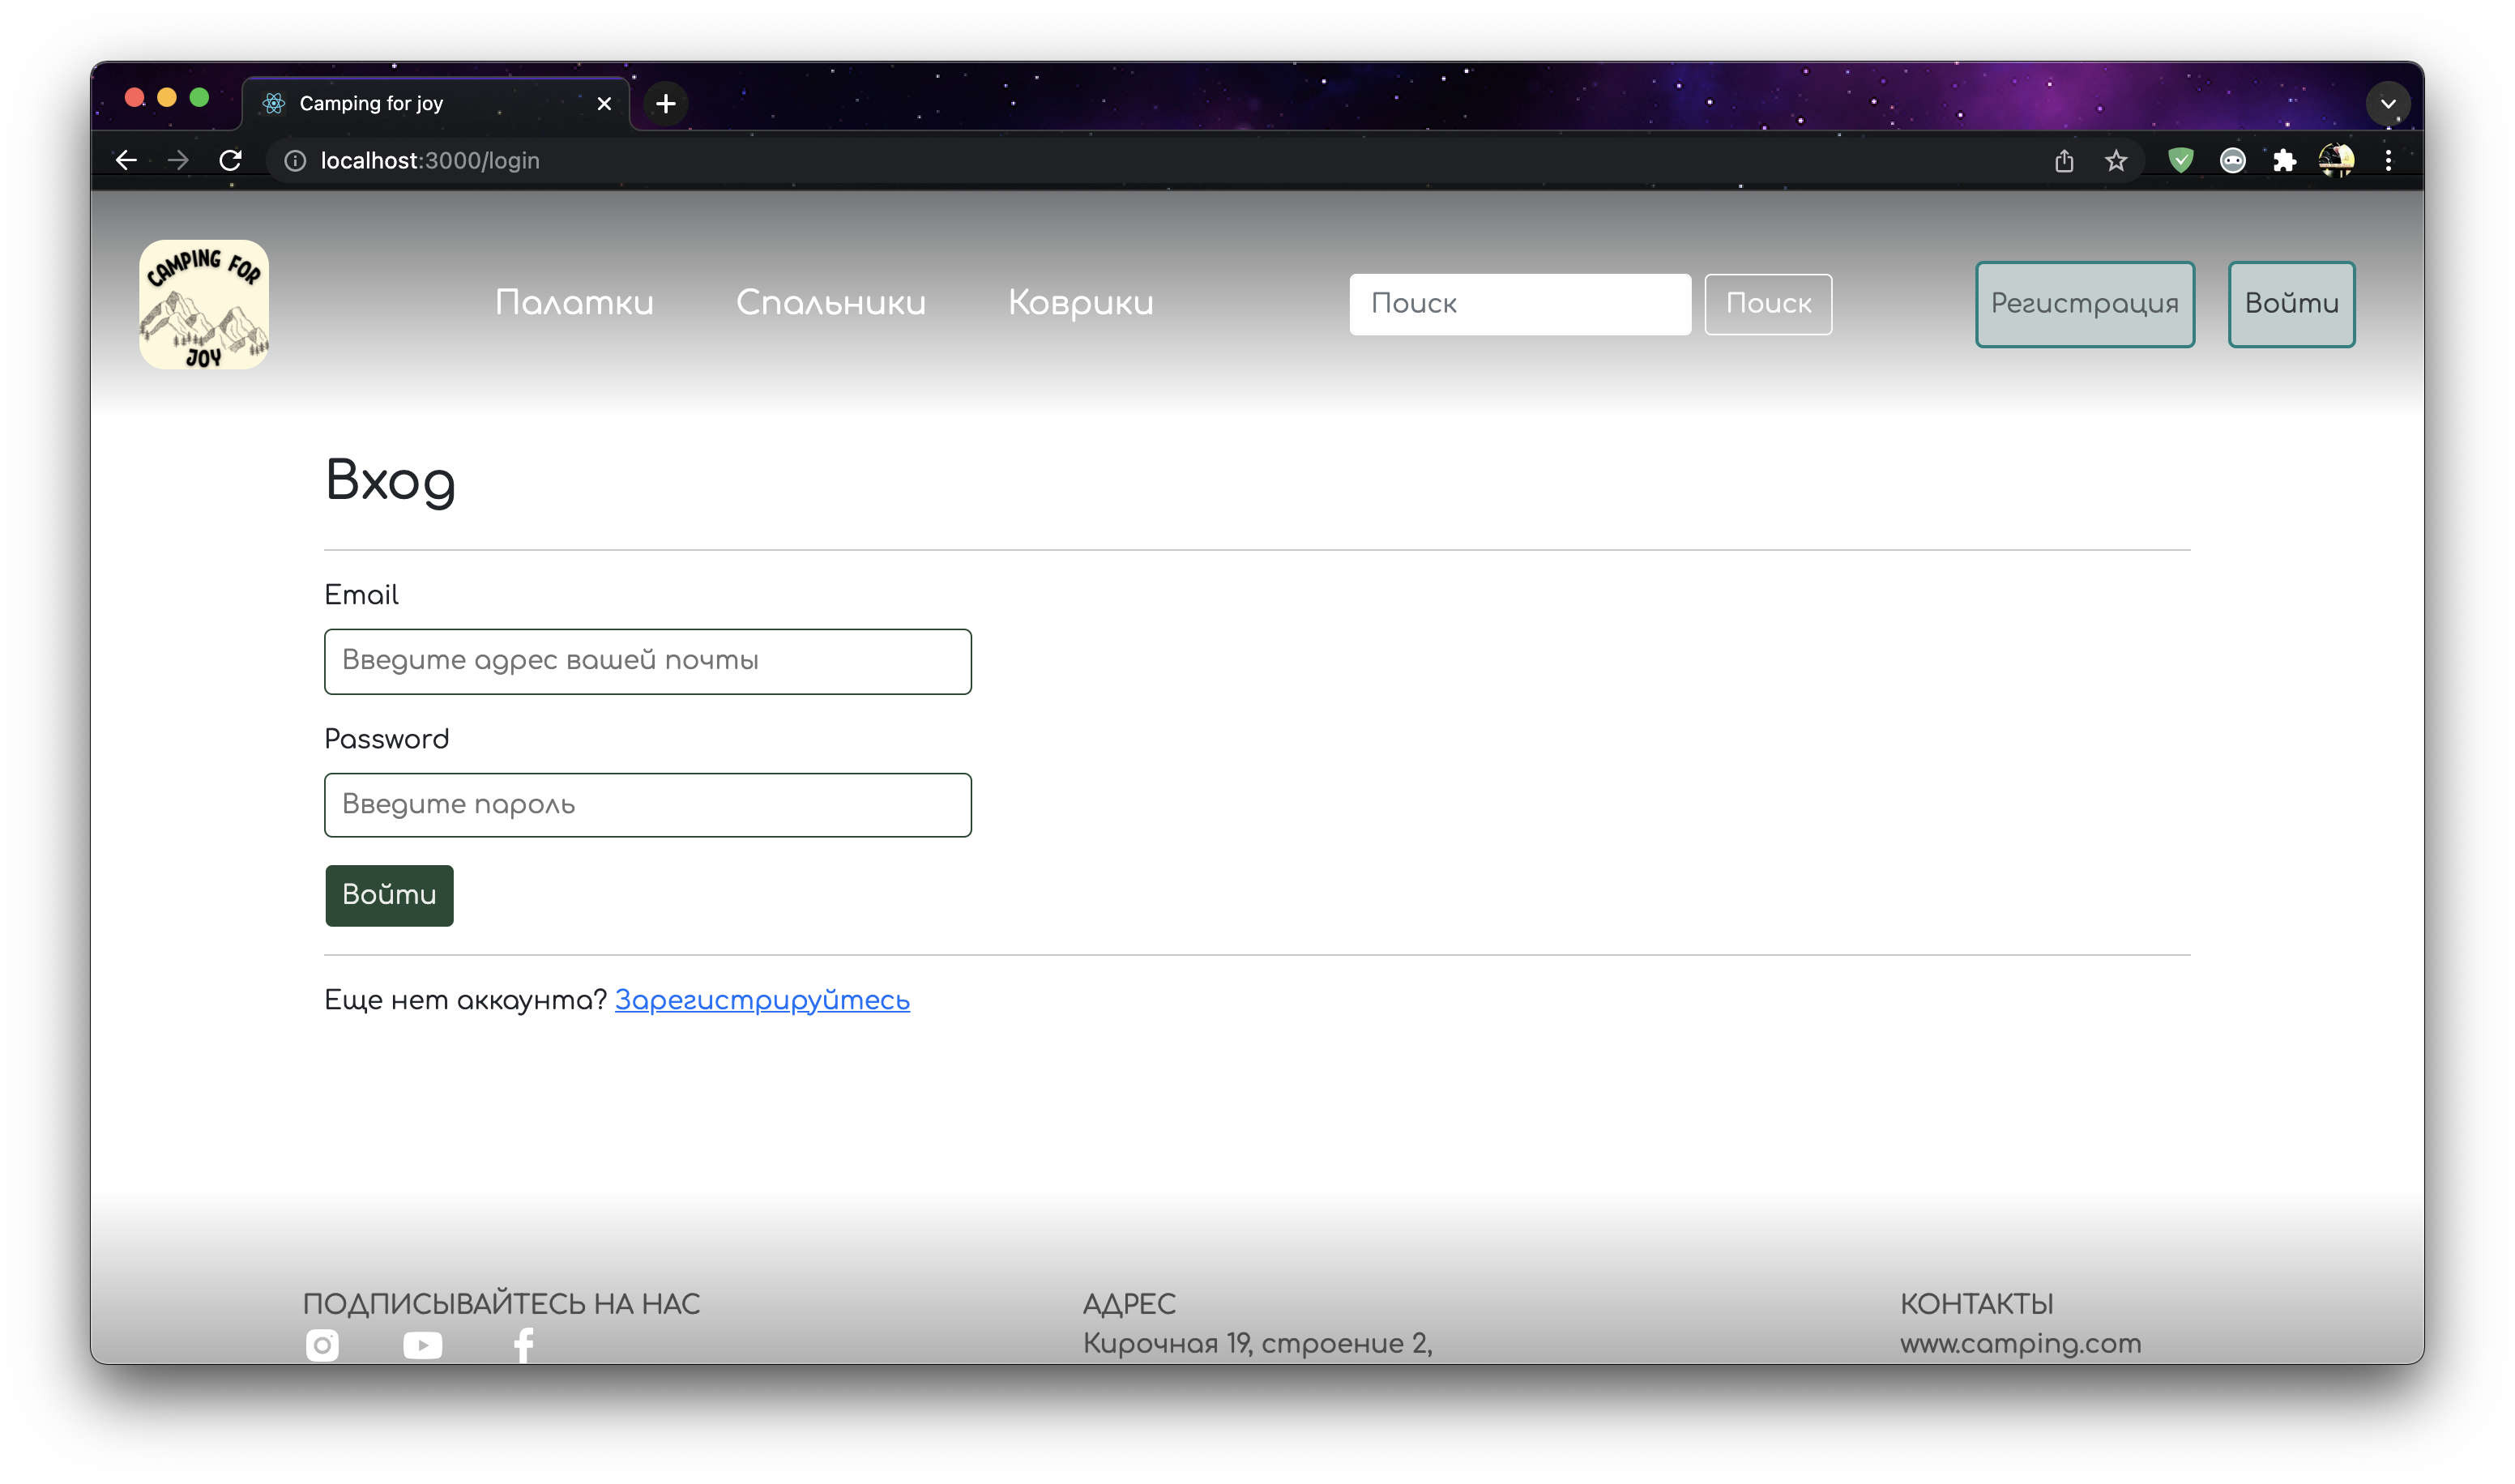 Camping for joy
localhost:3000/login
CAMPING FOR
JOY
Палатки
Спальники
Коврики
Поиск
Поиск
Регистрация
Войти
Вход
Email
Введите адрес вашей почты
Password
Введите пароль
Войти
Еще нет аккаунта? Зарегистрируйтесь
ПОДПИСЫВАЙТЕСЬ НА НАС
АДРЕС
Кирочная 19, строение 2,
КОНТАКТЫ
www.camping.com